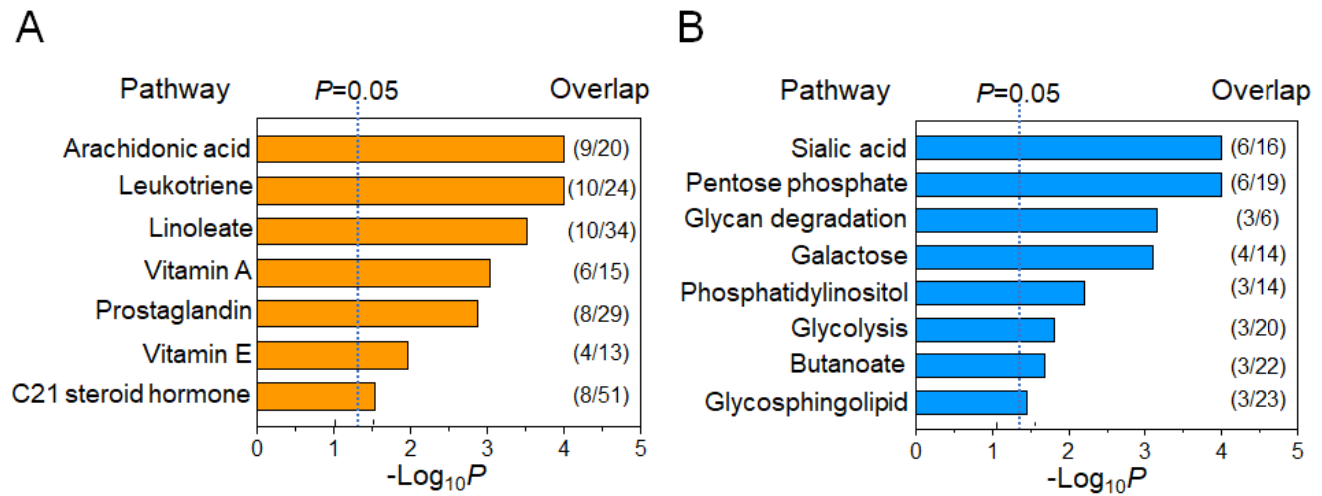 A
Pathway P=0.05 Overlap
Arachidonic acid (9/20)
Leukotriene (10/24)
Linoleate (10/34)
Vitamin A (6/15)
Prostaglandin (8/29)
Vitamin E (4/13)
C21 steroid hormone (8/51)
0 1 2 3 4 5
-Log10P
B
Pathway P=0.05 Overlap
Sialic acid (6/16)
Pentose phosphate (6/19)
Glycan degradation (3/6)
Galactose (4/14)
Phosphatidylinositol (3/14)
Glycolysis (3/20)
Butanoate (3/22)
Glycosphingolipid (3/23)
0 1 2 3 4 5
-Log10P